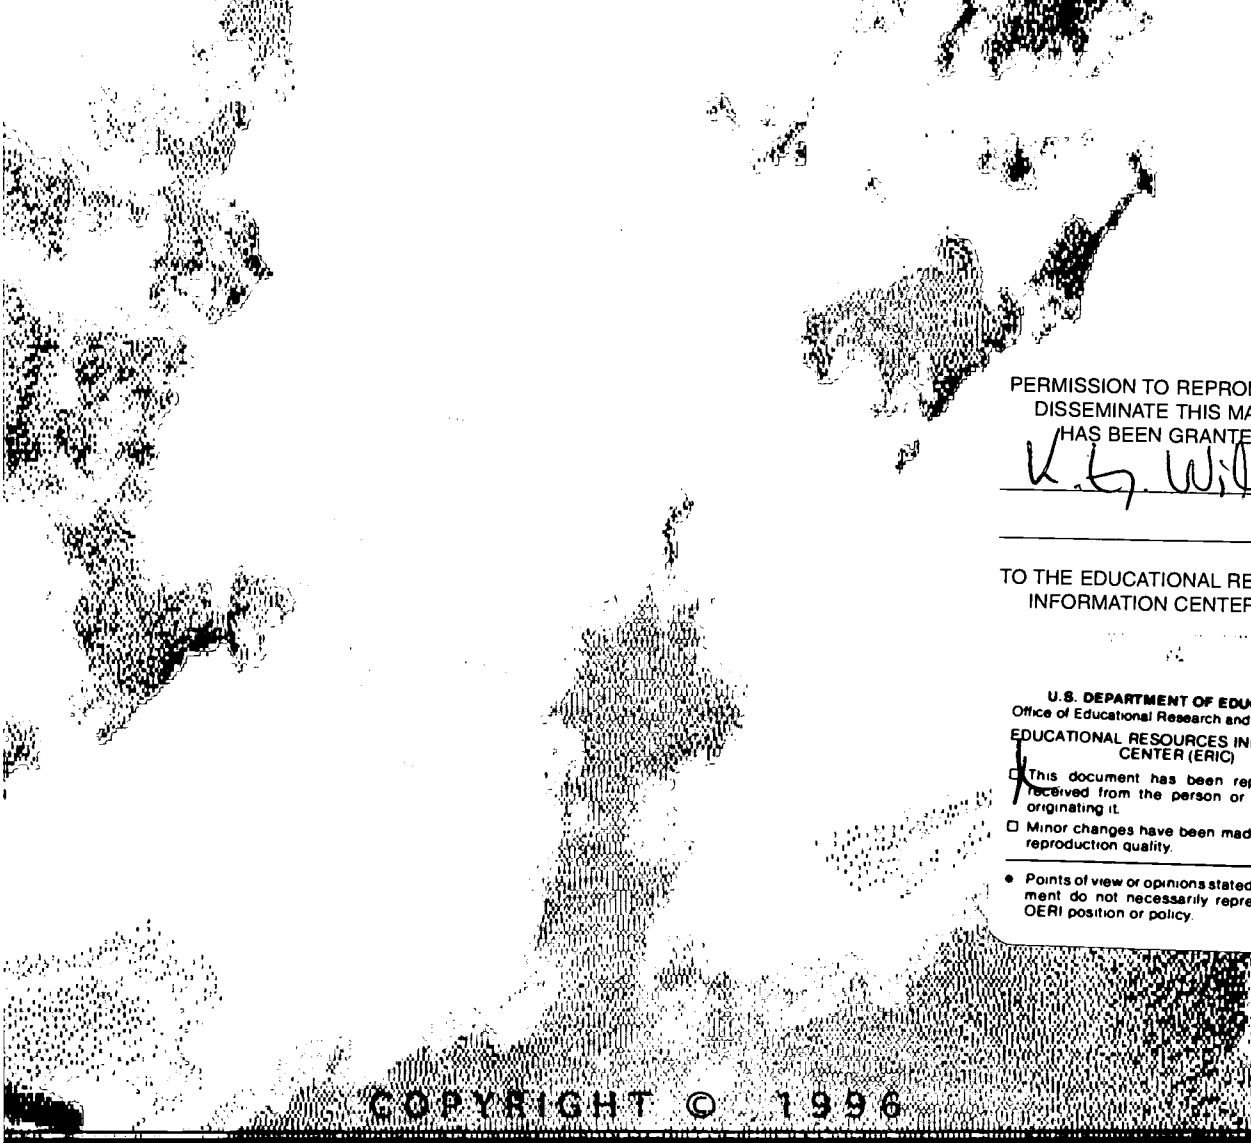 PERMISSION TO REPRO
DISSEMINATE THIS MA
HAS BEEN GRANTE
K. G. Wil
TO THE EDUCATIONAL RE
INFORMATION CENTER
U.S. DEPARTMENT OF EDU
Office of Educational Research and
EDUCATIONAL RESOURCES IN
CENTER (ERIC)
☐ This document has been rep
received from the person or
originating it.
☐ Minor changes have been mad
reproduction quality.
● Points of view or opinions stated
ment do not necessarily repre
OERI position or policy.
COPYRIGHT © 1996